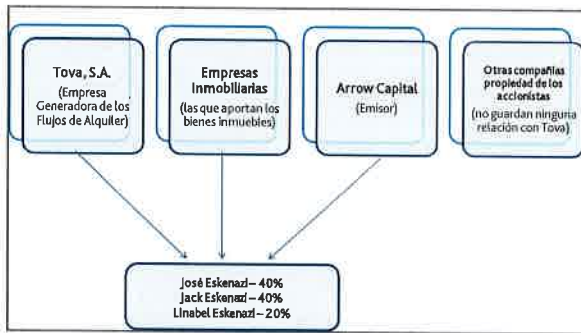 Tova, S.A.
(Empresa
Generadora de los
Flujos de Alquiler)
Empresas
Inmobiliarias
(las que aportan los
bienes inmuebles)
Arrow Capital
(Emisor)
Otras compañías
propiedad de los
accionistas
(no guardan ninguna
relación con Tova)
José Eskenazi – 40%
Jack Eskenazi – 40%
Linabel Eskenazi – 20%